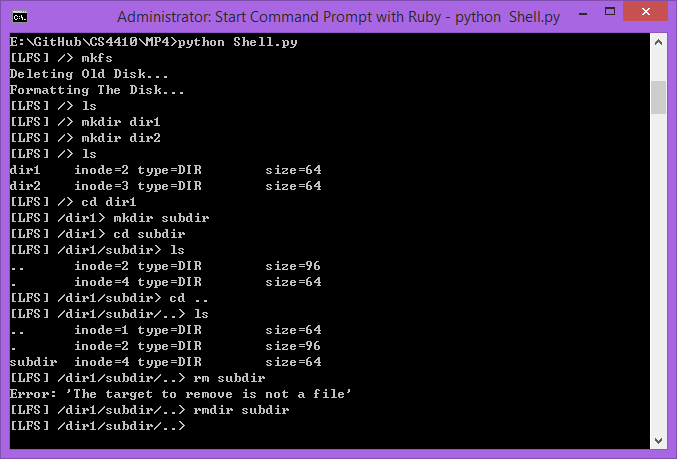 Administrator: Start Command Prompt with Ruby - python  Shell.py
E:\GitHub\CS4410\MP4>python Shell.py
[LFS] /> mkfs
Deleting Old Disk...
Formatting The Disk...
[LFS] /> ls
[LFS] /> mkdir dir1
[LFS] /> mkdir dir2
[LFS] /> ls
dir1    inode=2 type=DIR        size=64
dir2    inode=3 type=DIR        size=64
[LFS] /> cd dir1
[LFS] /dir1> mkdir subdir
[LFS] /dir1> cd subdir
[LFS] /dir1/subdir> ls
..      inode=2 type=DIR        size=96
.       inode=4 type=DIR        size=64
[LFS] /dir1/subdir> cd ..
[LFS] /dir1/subdir/..> ls
..      inode=1 type=DIR        size=64
.       inode=2 type=DIR        size=96
subdir  inode=4 type=DIR        size=64
[LFS] /dir1/subdir/..> rm subdir
Error: 'The target to remove is not a file'
[LFS] /dir1/subdir/..> rmdir subdir
[LFS] /dir1/subdir/..>